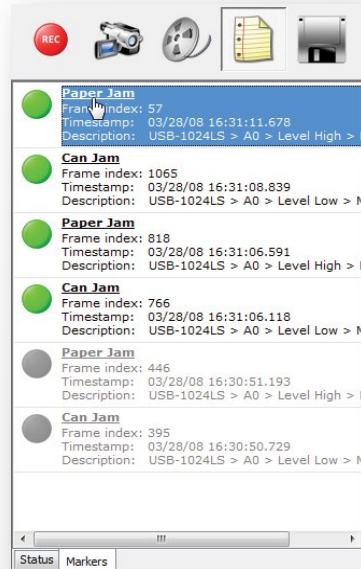 REC
Paper Jam
Frame index: 57
Timestamp: 03/28/08 16:31:11.678
Description: USB-1024LS > A0 > Level High >
Can Jam
Frame index: 1065
Timestamp: 03/28/08 16:31:08.839
Description: USB-1024LS > A0 > Level Low > M
Paper Jam
Frame index: 818
Timestamp: 03/28/08 16:31:06.591
Description: USB-1024LS > A0 > Level High >
Can Jam
Frame index: 766
Timestamp: 03/28/08 16:31:06.118
Description: USB-1024LS > A0 > Level Low > M
Paper Jam
Frame index: 446
Timestamp: 03/28/08 16:30:51.193
Description: USB-1024LS > A0 > Level High >
Can Jam
Frame index: 395
Timestamp: 03/28/08 16:30:50.729
Description: USB-1024LS > A0 > Level Low > M
Status Markers